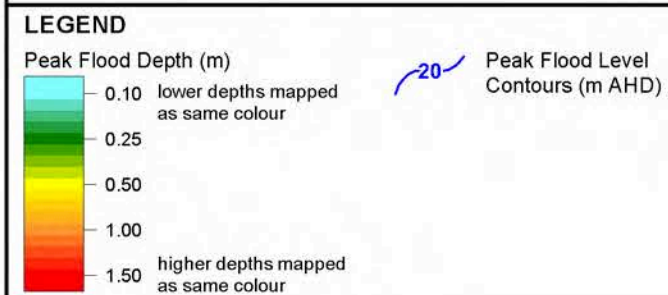 LEGEND
Peak Flood Depth (m)
0.10 lower depths mapped
as same colour
0.25
0.50
1.00
1.50
higher depths mapped
as same colour
20
Peak Flood Level
Contours (m AHD)